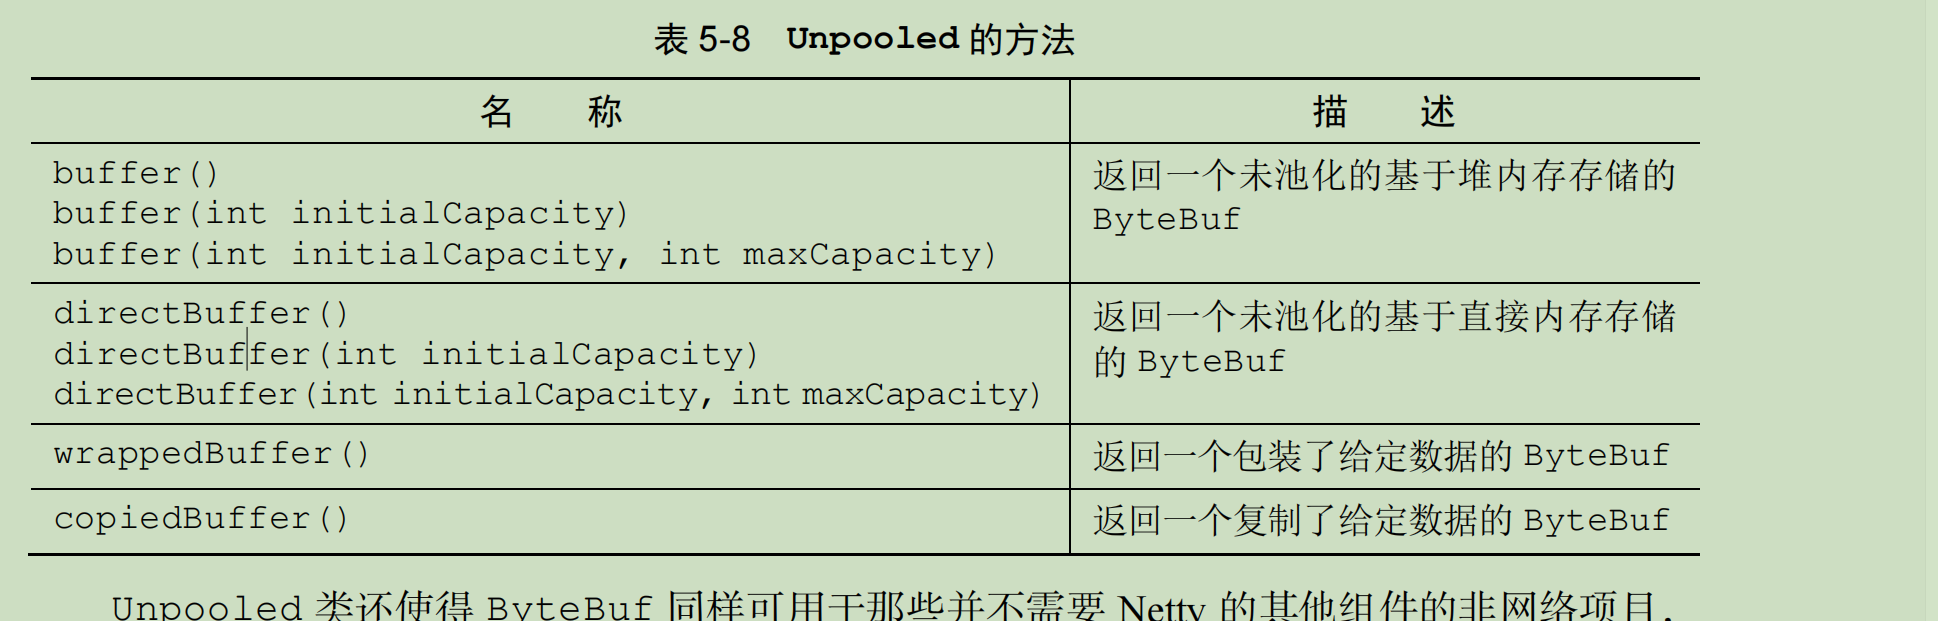 表 5-8 Unpooled 的方法
名 称 描 述
buffer()
buffer(int initialCapacity)
buffer(int initialCapacity, int maxCapacity)
返回一个未池化的基于堆内存存储的
ByteBuf
directBuffer()
directBuffer(int initialCapacity)
directBuffer(int initialCapacity, int maxCapacity)
返回一个未池化的基于直接内存存储
的 ByteBuf
wrappedBuffer()
返回一个包装了给定数据的 ByteBuf
copiedBuffer()
返回一个复制了给定数据的 ByteBuf
Unpooled 类还使得 ByteBuf 同样可用于那些并不需要 Netty 的其他组件的非网络项目,